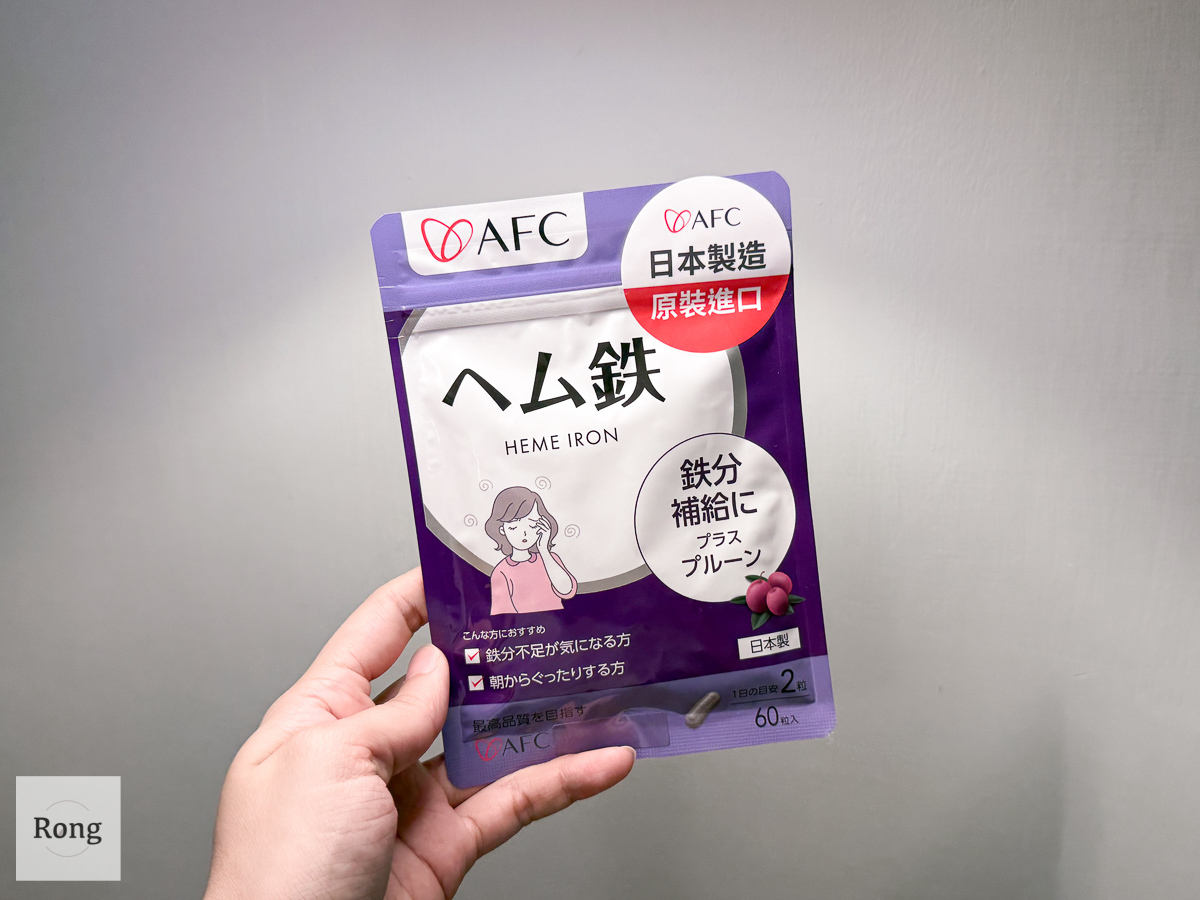 AFC
AFC
日本製造
原裝進口
ヘム鉄
HEME IRON
鉄分
補給に
プラス
プルーン
こんな方におすすめ
鉄分不足が気になる方
朝からぐったりする方
日本製
1日の目安2粒
60粒入
最高品質を目指す
AFC
Rong